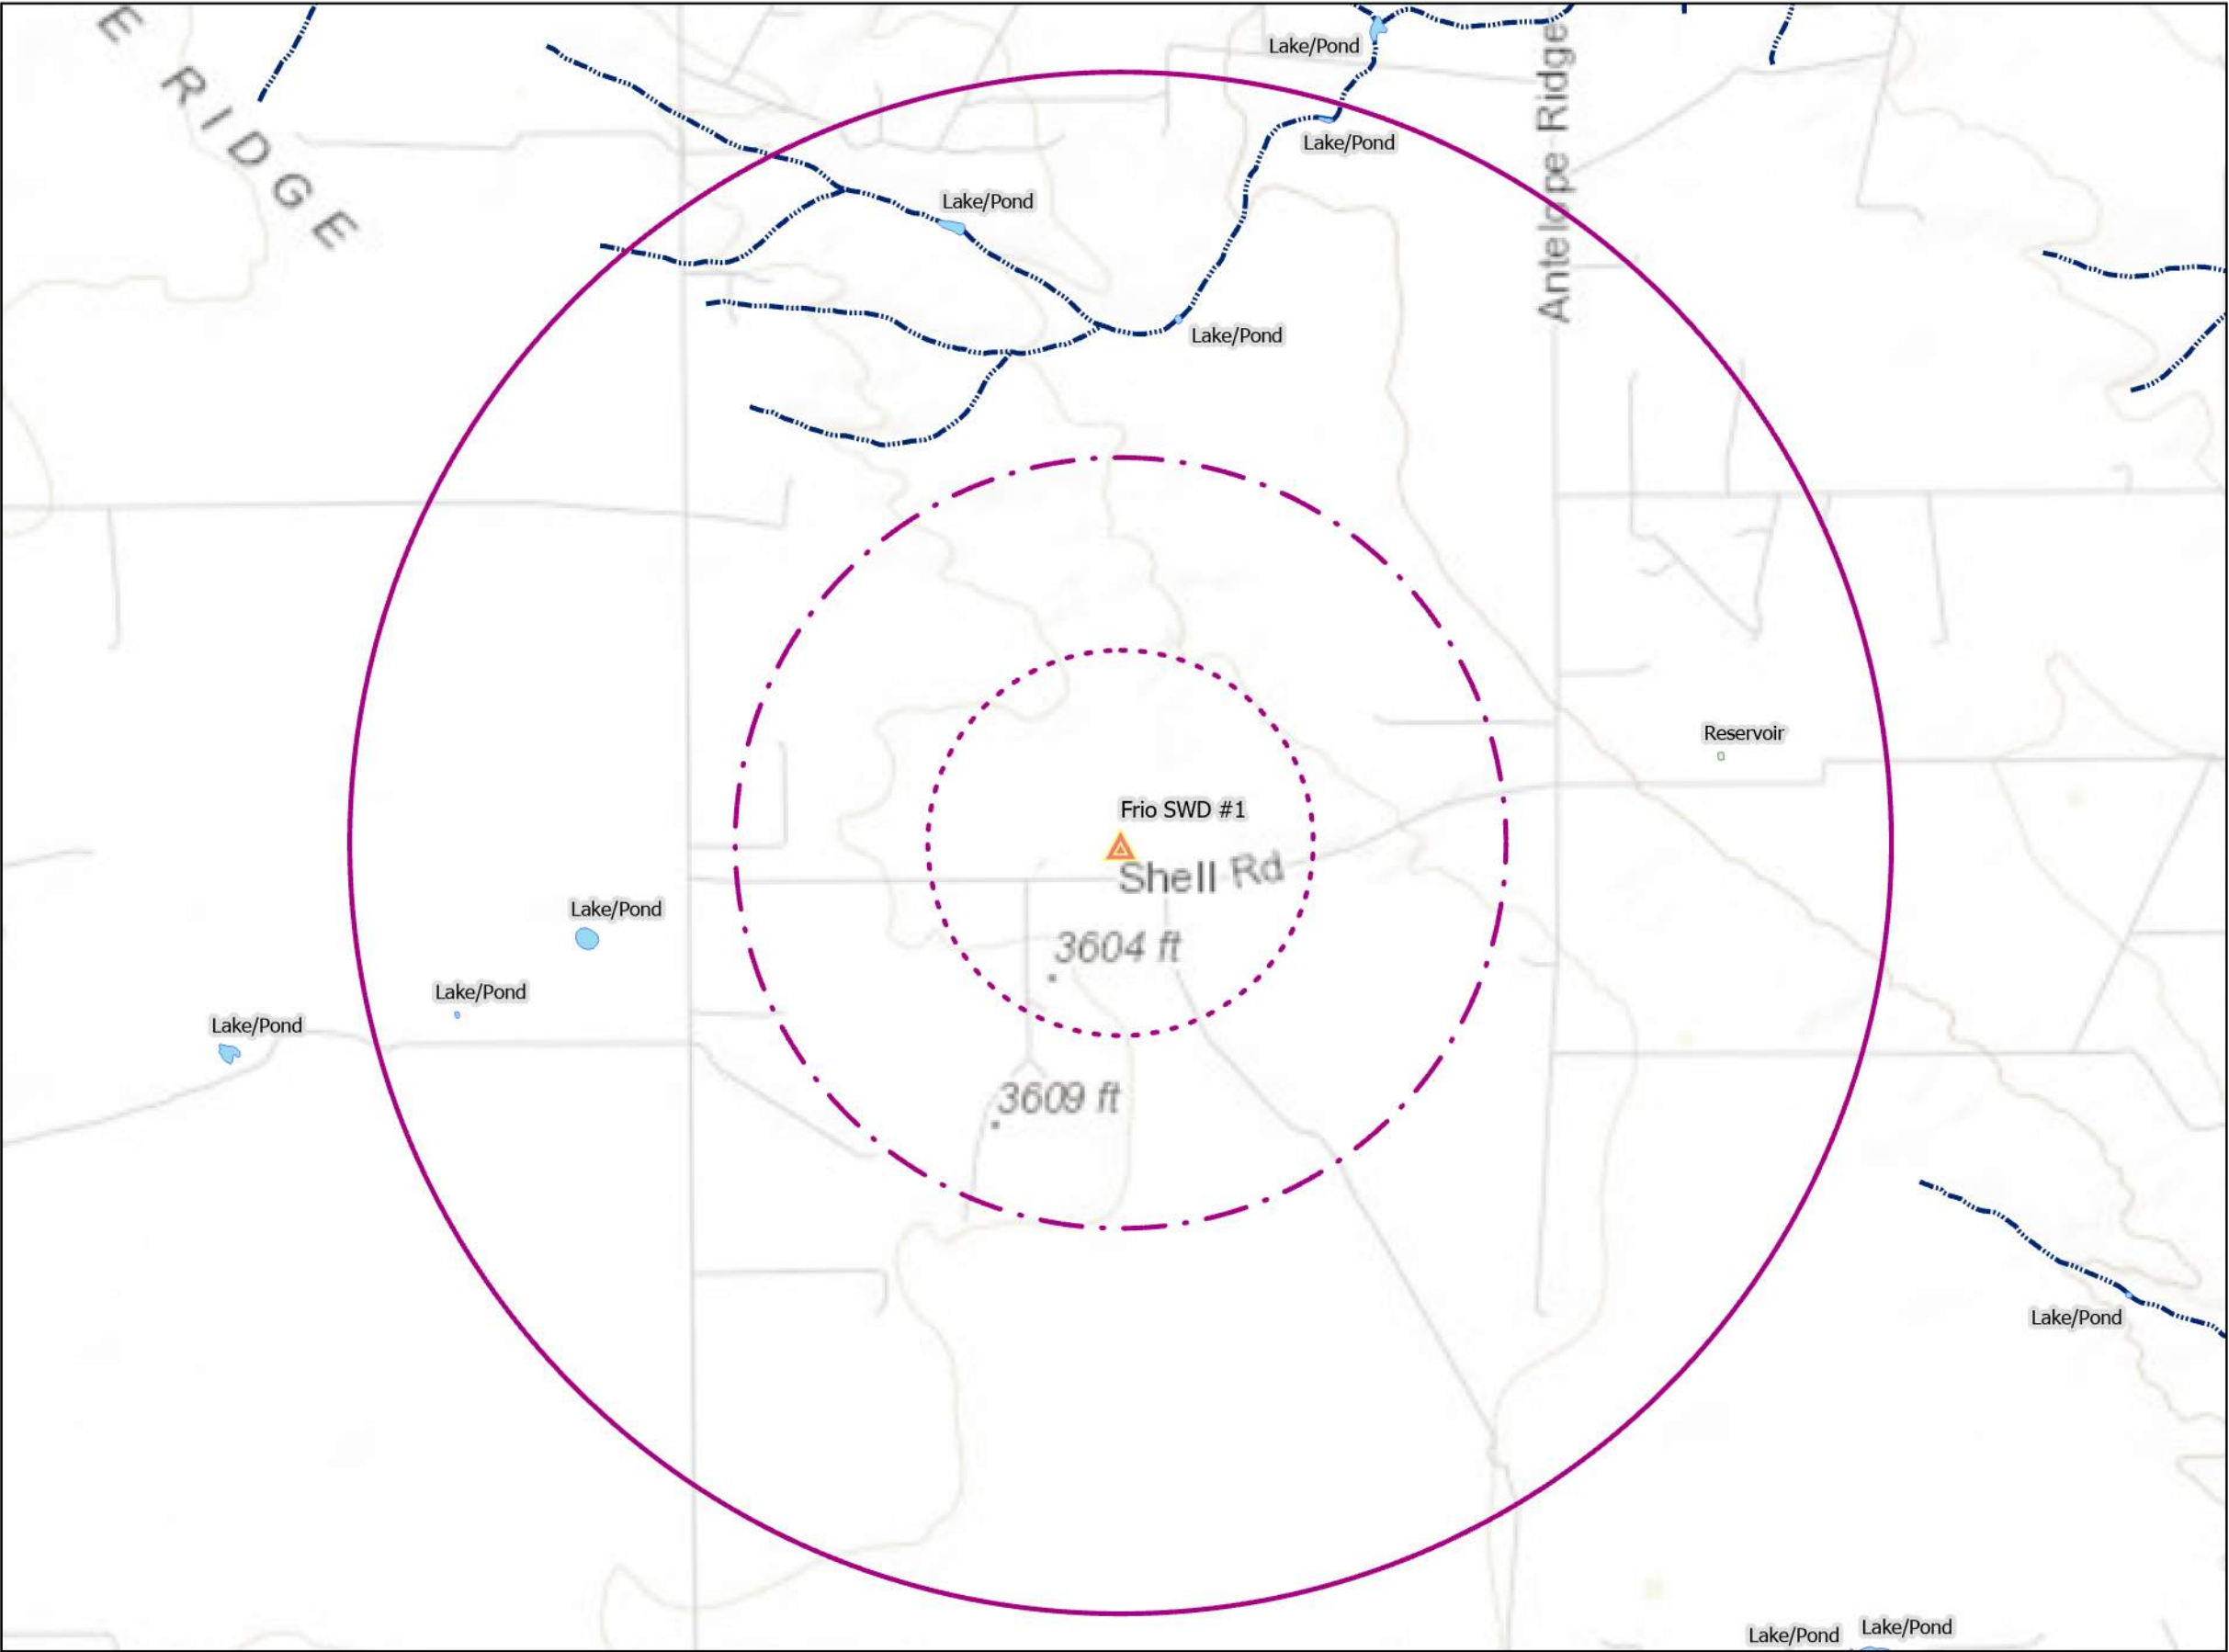 E RIDGE
Lake/Pond
Antelope Ridge
Lake/Pond
Lake/Pond
Lake/Pond
Reservoir
Frio SWD #1
Shell Rd
Lake/Pond
3604 ft
Lake/Pond
Lake/Pond
3609 ft
Lake/Pond
Lake/Pond
Lake/Pond